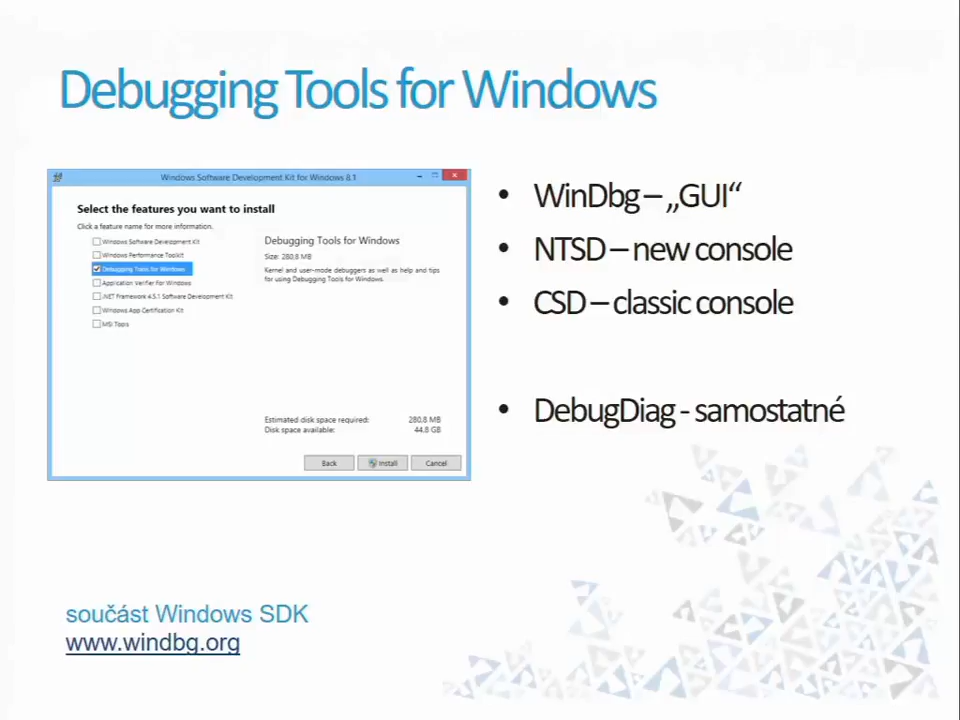 Debugging Tools for Windows
Windows Software Development Kit for Windows 8.1
Select the features you want to install
Click a feature name for more information.
Windows Software Development Kit
Windows Performance Toolkit
Debugging Tools for Windows
Application Verifier For Windows
.NET Framework 4.5.1 Software Development Kit
Windows App Certification Kit
MSI Tools
Debugging Tools for Windows
Size: 280.8 MB
Kernel and user-mode debuggers as well as help and tips
for using Debugging Tools for Windows.
Estimated disk space required: 280.8 MB
Disk space available: 44.8 GB
Back Install Cancel
• WinDbg – „GUI“
• NTSD – new console
• CSD – classic console
• DebugDiag - samostatné
součást Windows SDK
www.windbg.org